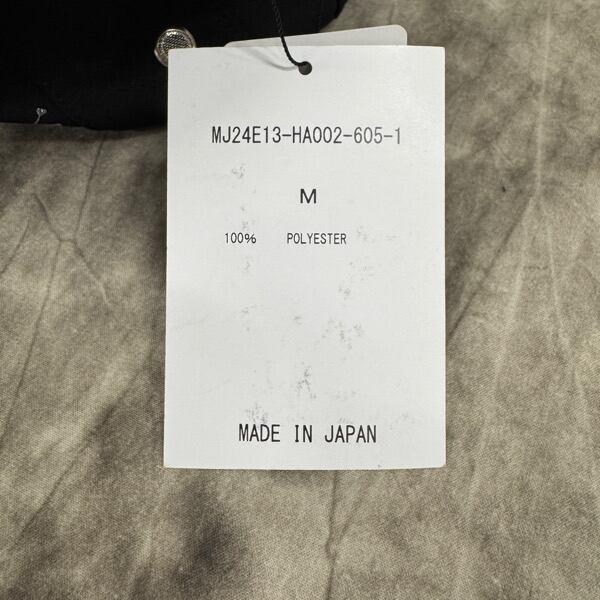 MJ24E13-HA002-605-1
M
100% POLYESTER
MADE IN JAPAN